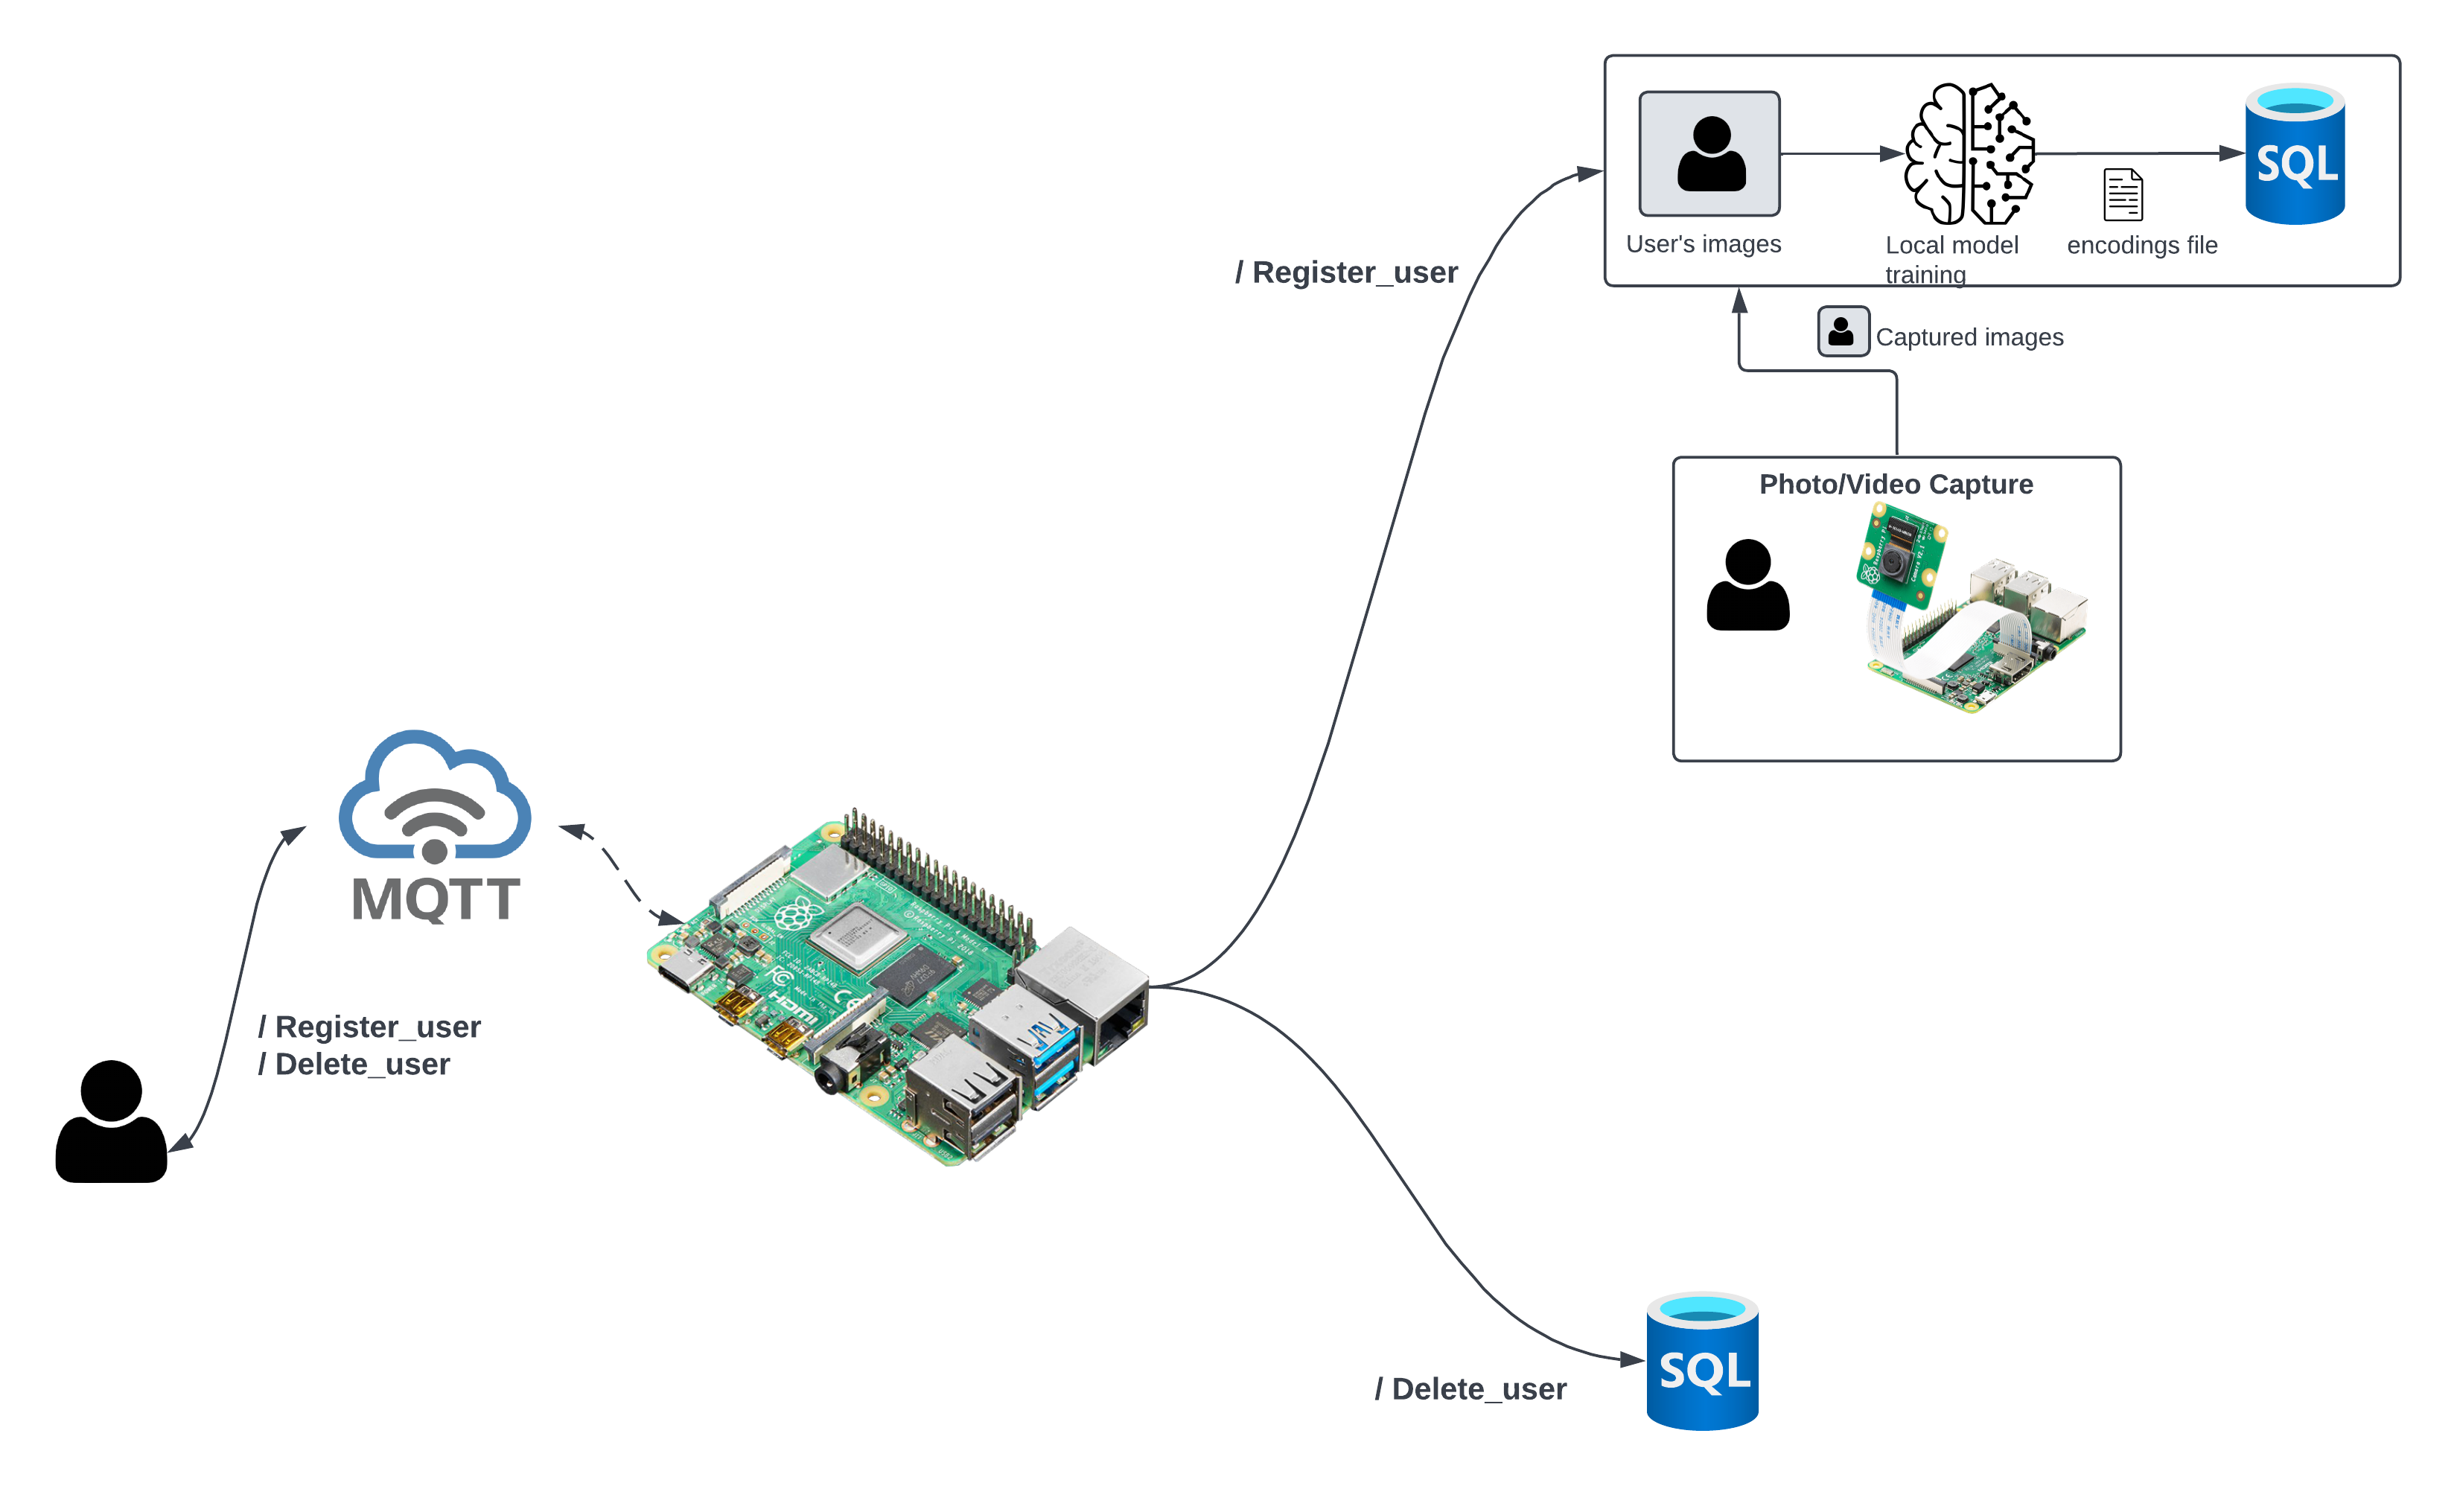 SQL
User's images
Local model
training
encodings file
/ Register_user
Captured images
Photo/Video Capture
MQTT
/ Register_user
/ Delete_user
HDMI
SQL
/ Delete_user